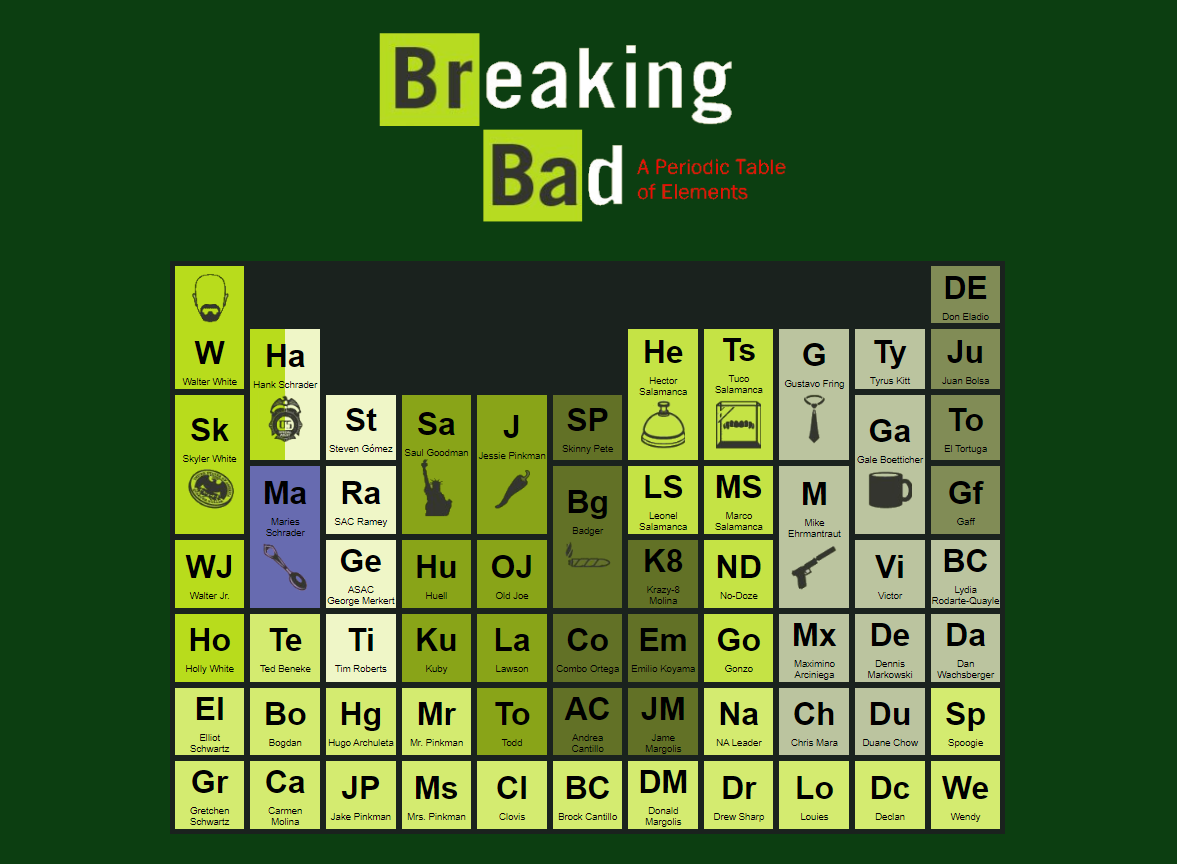 Breaking
Bad
A Periodic Table
of Elements
W
Walter White
DE
Don Eladio
Ha
Hank Schrader
He
Hector
Salamanca
Ts
Tuco
Salamanca
G
Gustavo Fring
Ty
Tyrus Kitt
Ju
Juan Bolsa
Sk
Skyler White
St
Steven Gómez
Sa
Saul Goodman
J
Jessie Pinkman
SP
Skinny Pete
Ga
Gale Boetticher
To
El Tortuga
Ma
Maries
Schrader
Ra
SAC Ramey
Bg
Badger
LS
Leonel
Salamanca
MS
Marco
Salamanca
M
Mike
Ehrmantraut
Gf
Gaff
WJ
Walter Jr.
Ge
ASAC
George Merkert
Hu
Huell
OJ
Old Joe
K8
Krazy-8
Molina
ND
No-Doze
Vi
Victor
BC
Lydia
Rodarte-Quayle
Ho
Holly White
Te
Ted Beneke
Ti
Tim Roberts
Ku
Kuby
La
Lawson
Co
Combo Ortega
Em
Emilio Koyama
Go
Gonzo
Mx
Maximino
Arciniega
De
Dennis
Markowski
Da
Dan
Wachsberger
El
Elliot
Schwartz
Bo
Bogdan
Hg
Hugo Archuleta
Mr
Mr. Pinkman
To
Todd
AC
Andrea
Cantillo
JM
Jame
Margolis
Na
NA Leader
Ch
Chris Mara
Du
Duane Chow
Sp
Spoogie
Gr
Gretchen
Schwartz
Ca
Carmen
Molina
JP
Jake Pinkman
Ms
Mrs. Pinkman
Cl
Clovis
BC
Brock Cantillo
DM
Donald
Margolis
Dr
Drew Sharp
Lo
Louies
Dc
Declan
We
Wendy